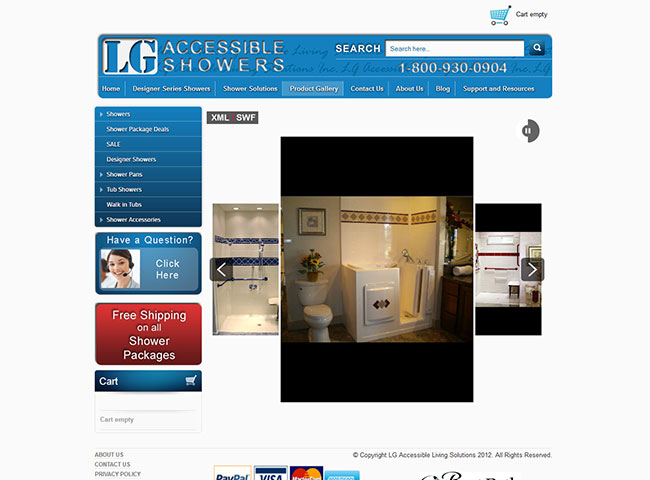 Cart empty
LG ACCESSIBLE SHOWERS
SEARCH
Search here...
1-800-930-0904
Home
Designer Series Showers
Shower Solutions
Product Gallery
Contact Us
About Us
Blog
Support and Resources
Showers
Shower Package Deals
SALE
Designer Showers
Shower Pans
Tub Showers
Walk in Tubs
Shower Accessories
XML / SWF
Have a Question?
Click
Here
Free Shipping
on all
Shower
Packages
Cart
Cart empty
ABOUT US
CONTACT US
PRIVACY POLICY
© Copyright LG Accessible Living Solutions 2012. All Rights Reserved.
PayPal
VISA
MasterCard